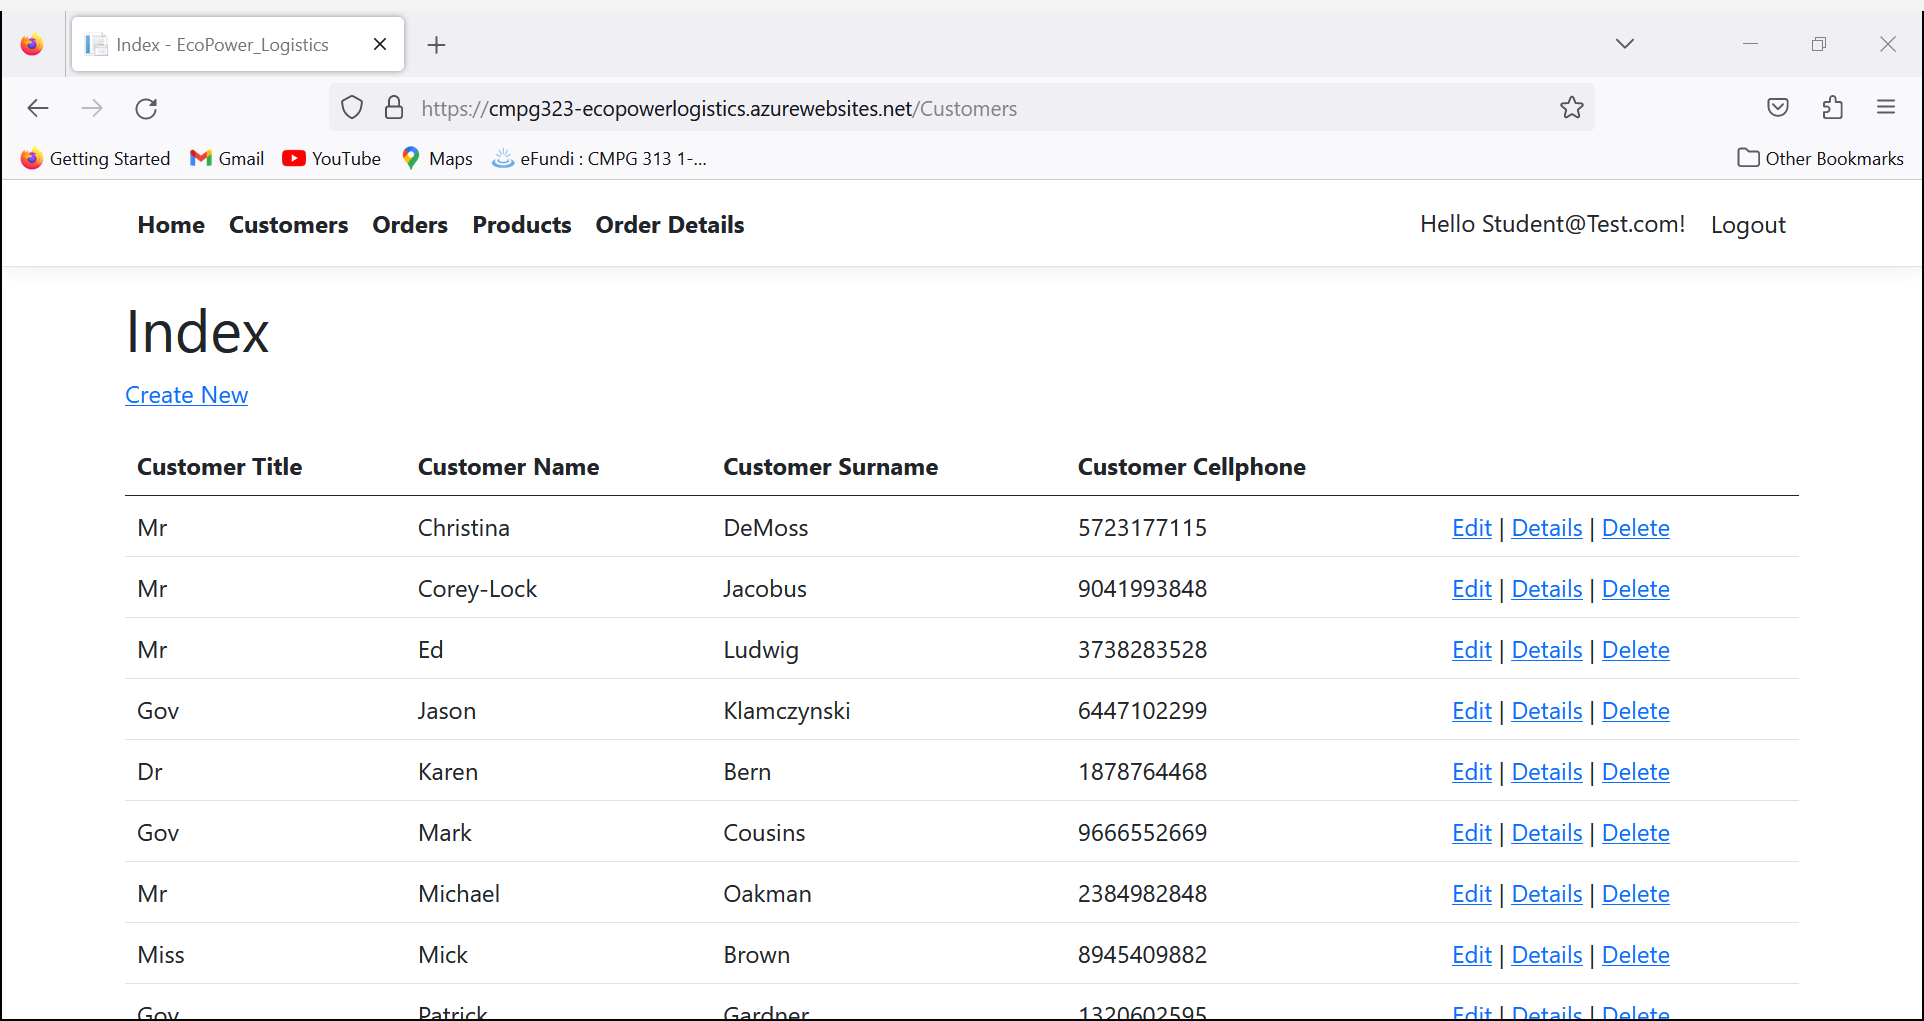 Index - EcoPower_Logistics
https://cmpg323-ecopowerlogistics.azurewebsites.net/Customers
Getting Started Gmail YouTube Maps eFundi : CMPG 313 1-... Other Bookmarks
Home Customers Orders Products Order Details Hello Student@Test.com! Logout
Index
Create New
Customer Title Customer Name Customer Surname Customer Cellphone
Mr Christina DeMoss 5723177115 Edit | Details | Delete
Mr Corey-Lock Jacobus 9041993848 Edit | Details | Delete
Mr Ed Ludwig 3738283528 Edit | Details | Delete
Gov Jason Klamczynski 6447102299 Edit | Details | Delete
Dr Karen Bern 1878764468 Edit | Details | Delete
Gov Mark Cousins 9666552669 Edit | Details | Delete
Mr Michael Oakman 2384982848 Edit | Details | Delete
Miss Mick Brown 8945409882 Edit | Details | Delete
Gov Patrick Gardner 1320602595 Edit | Details | Delete